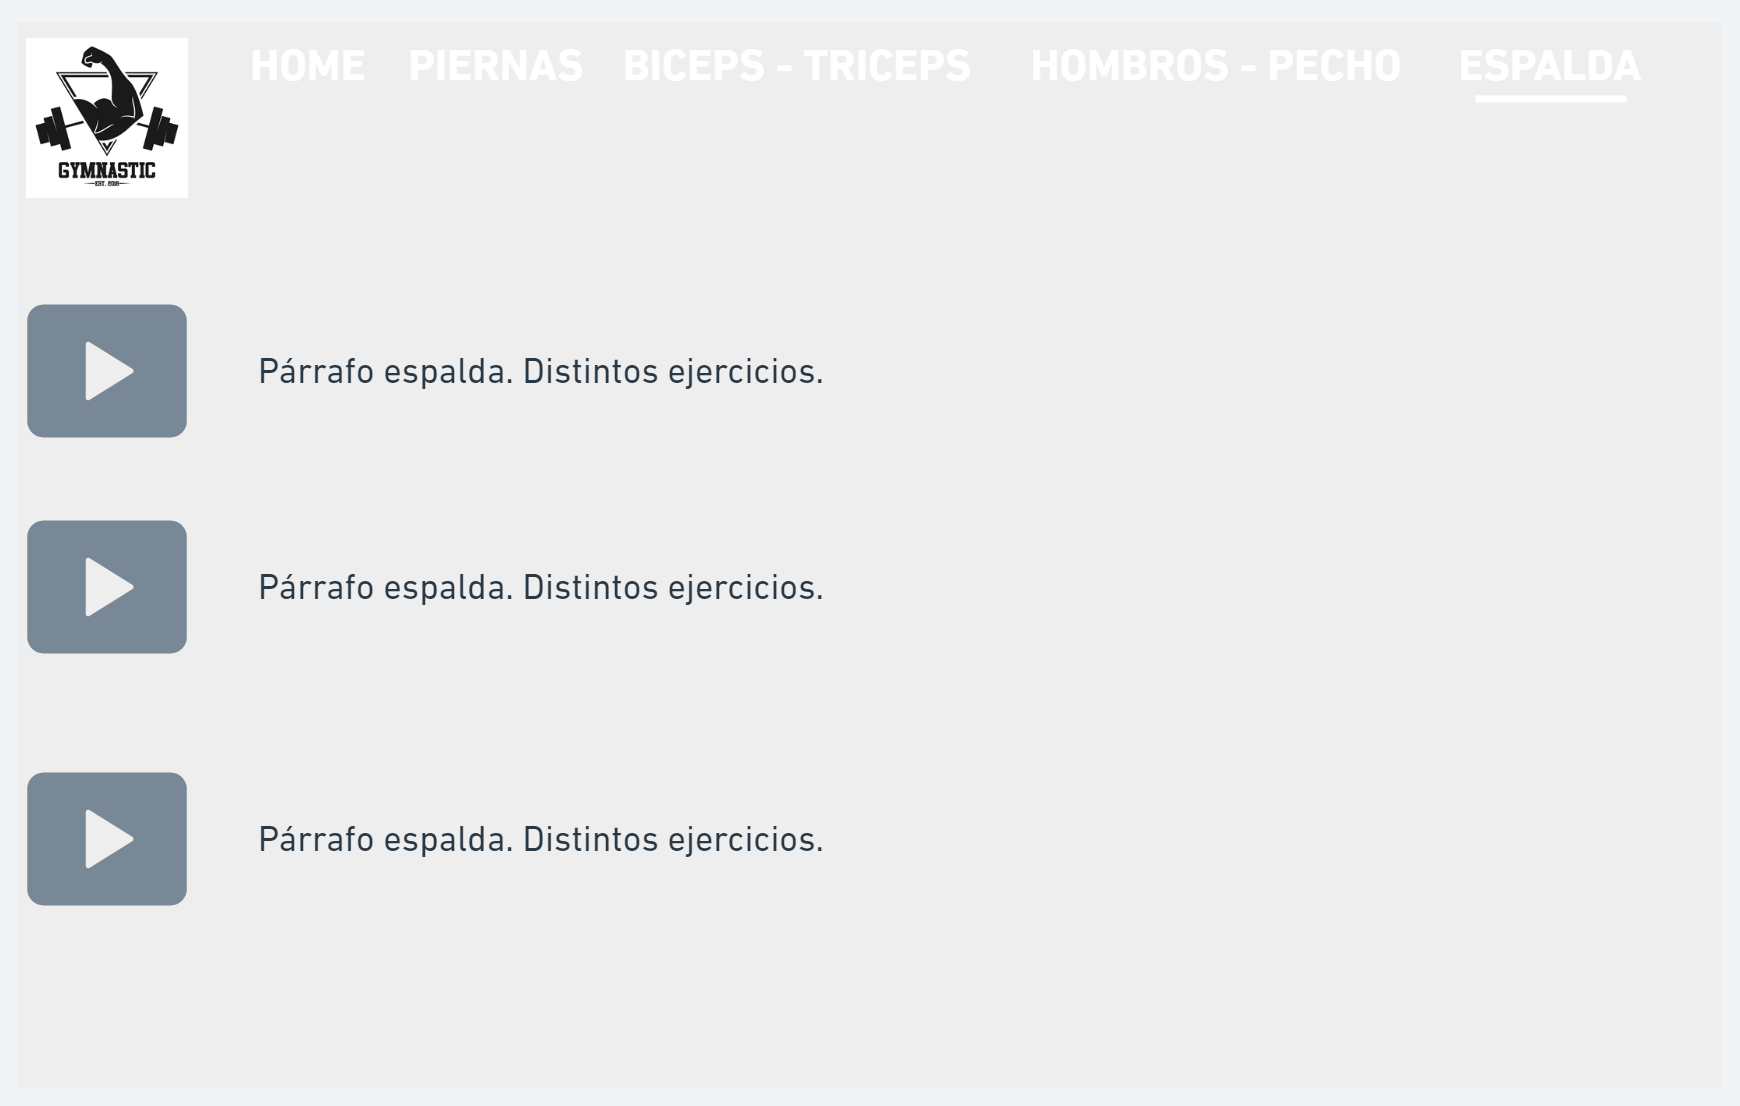 HOME PIERNAS BICEPS - TRICEPS HOMBROS - PECHO ESPALDA
GYMNASTIC
EST. 2016
Párrafo espalda. Distintos ejercicios.
Párrafo espalda. Distintos ejercicios.
Párrafo espalda. Distintos ejercicios.